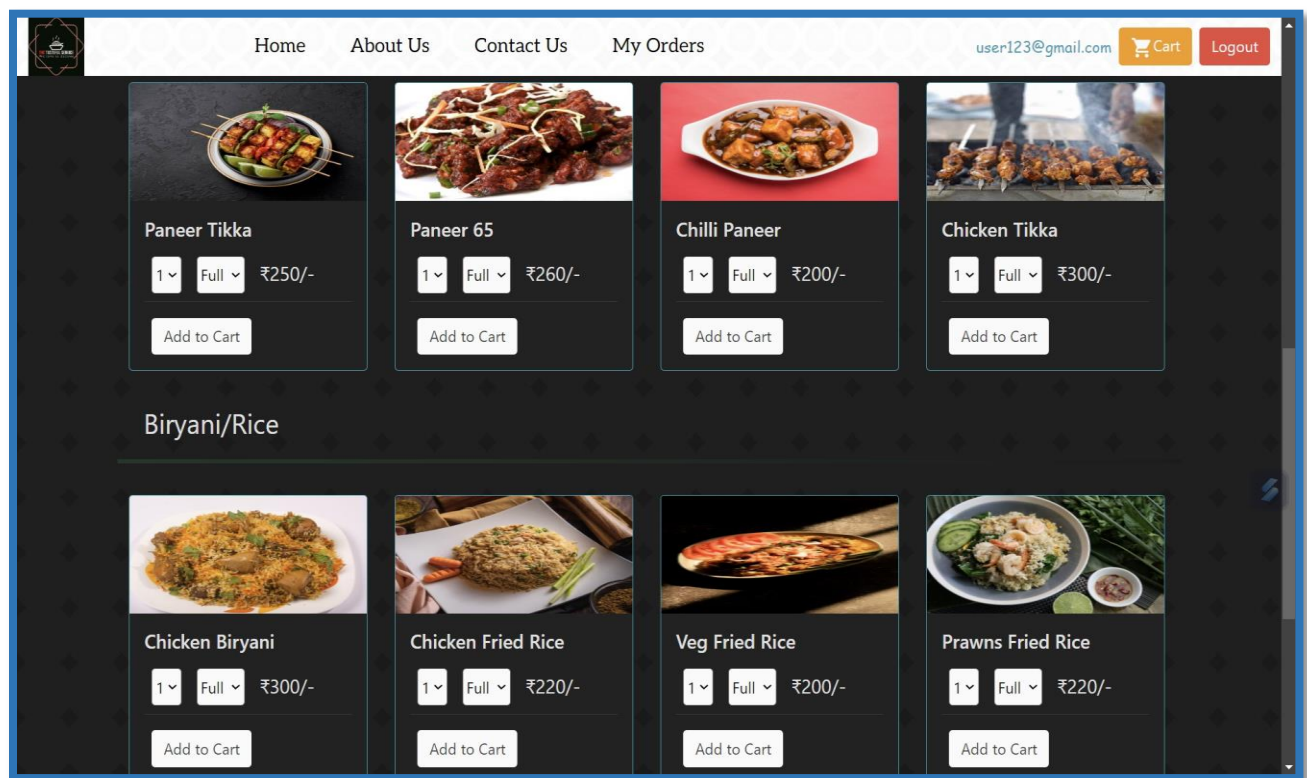 Home About Us Contact Us My Orders user123@gmail.com Cart Logout
Paneer Tikka Paneer 65 Chilli Paneer Chicken Tikka
1 Full ₹250/- 1 Full ₹260/- 1 Full ₹200/- 1 Full ₹300/-
Add to Cart Add to Cart Add to Cart Add to Cart
Biryani/Rice
Chicken Biryani Chicken Fried Rice Veg Fried Rice Prawns Fried Rice
1 Full ₹300/- 1 Full ₹220/- 1 Full ₹200/- 1 Full ₹220/-
Add to Cart Add to Cart Add to Cart Add to Cart